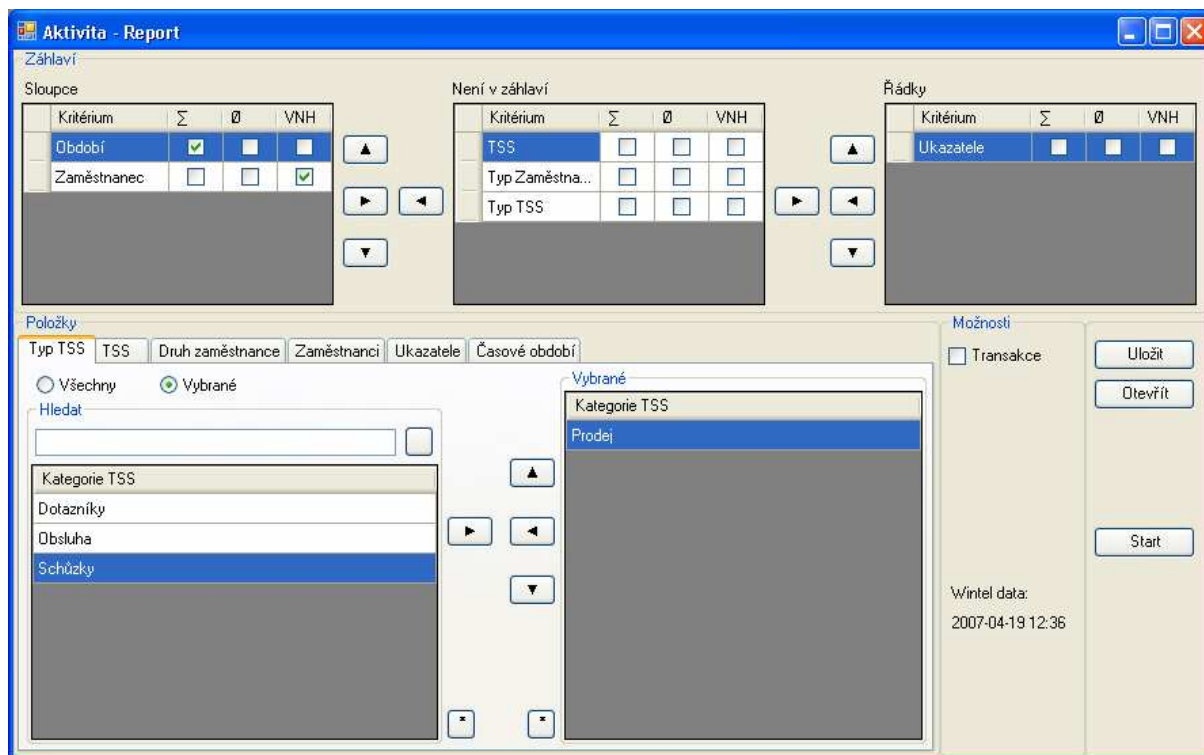 Aktivita - Report
Záhlaví
Sloupce
Není v záhlaví
Řádky
Kritérium Σ Ø VNH
Období
Zaměstnanec
Kritérium Σ Ø VNH
TSS
Typ Zaměstna...
Typ TSS
Kritérium Σ Ø VNH
Ukazatele
Položky
Typ TSS TSS Druh zaměstnance Zaměstnanci Ukazatele Časové období
Všechny Vybrané
Hledat
Kategorie TSS
Dotazníky
Obsluha
Schůzky
*
*
Vybrané
Kategorie TSS
Prodej
Možnosti
Transakce
Wintel data:
2007-04-19 12:36
Uložit
Otevřít
Start